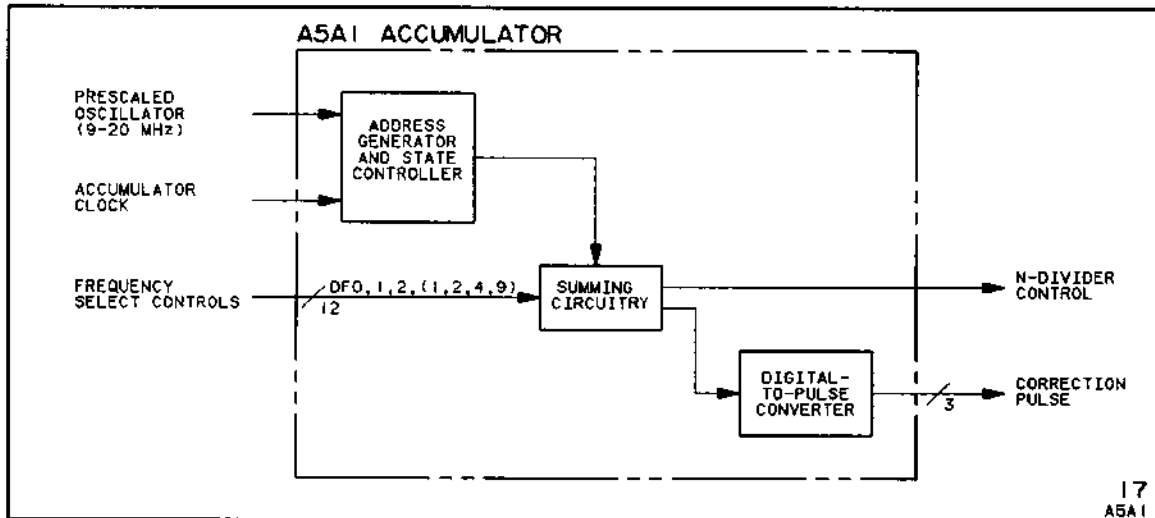 A5A1 ACCUMULATOR
PRESCALED
OSCILLATOR
(9-20 MHz)
ADDRESS
GENERATOR
AND STATE
CONTROLLER
ACCUMULATOR
CLOCK
FREQUENCY
SELECT CONTROLS
DF0,1,2,(1,2,4,9)
12
SUMMING
CIRCUITRY
N-DIVIDER
CONTROL
DIGITAL-
TO-PULSE
CONVERTER
3
CORRECTION
PULSE
17
A5A1